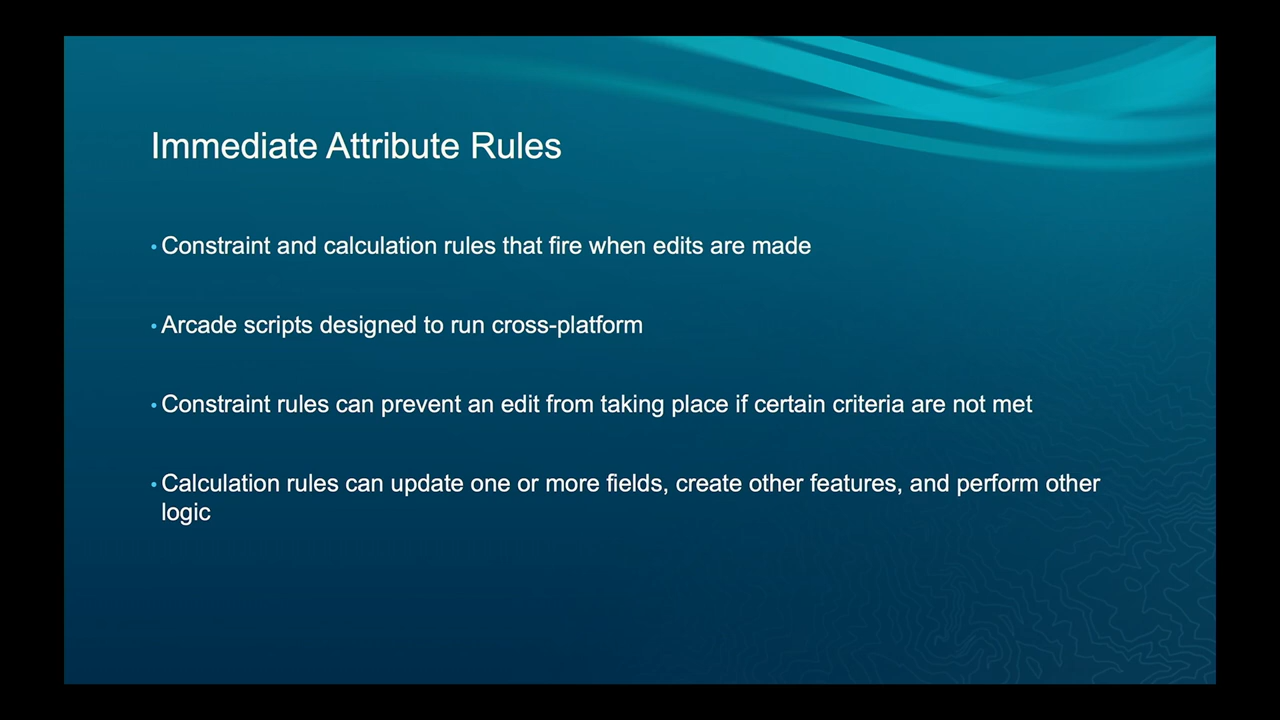 Immediate Attribute Rules
• Constraint and calculation rules that fire when edits are made
• Arcade scripts designed to run cross-platform
• Constraint rules can prevent an edit from taking place if certain criteria are not met
• Calculation rules can update one or more fields, create other features, and perform other
logic